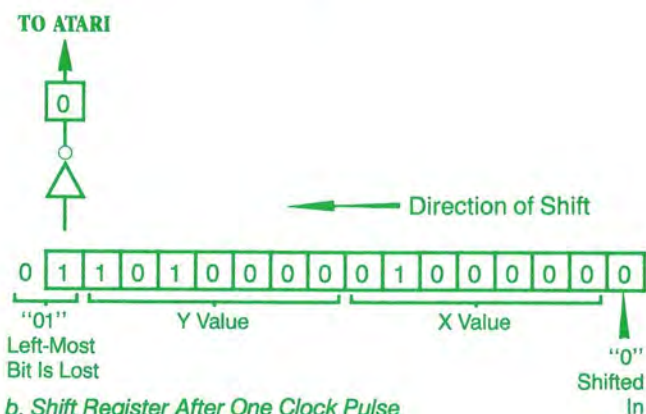 TO ATARI
0
Direction of Shift
0 1 1 0 1 0 0 0 0 0 1 0 0 0 0 0 0
"01" Y Value X Value "0"
Left-Most Shifted
Bit Is Lost In
b. Shift Register After One Clock Pulse